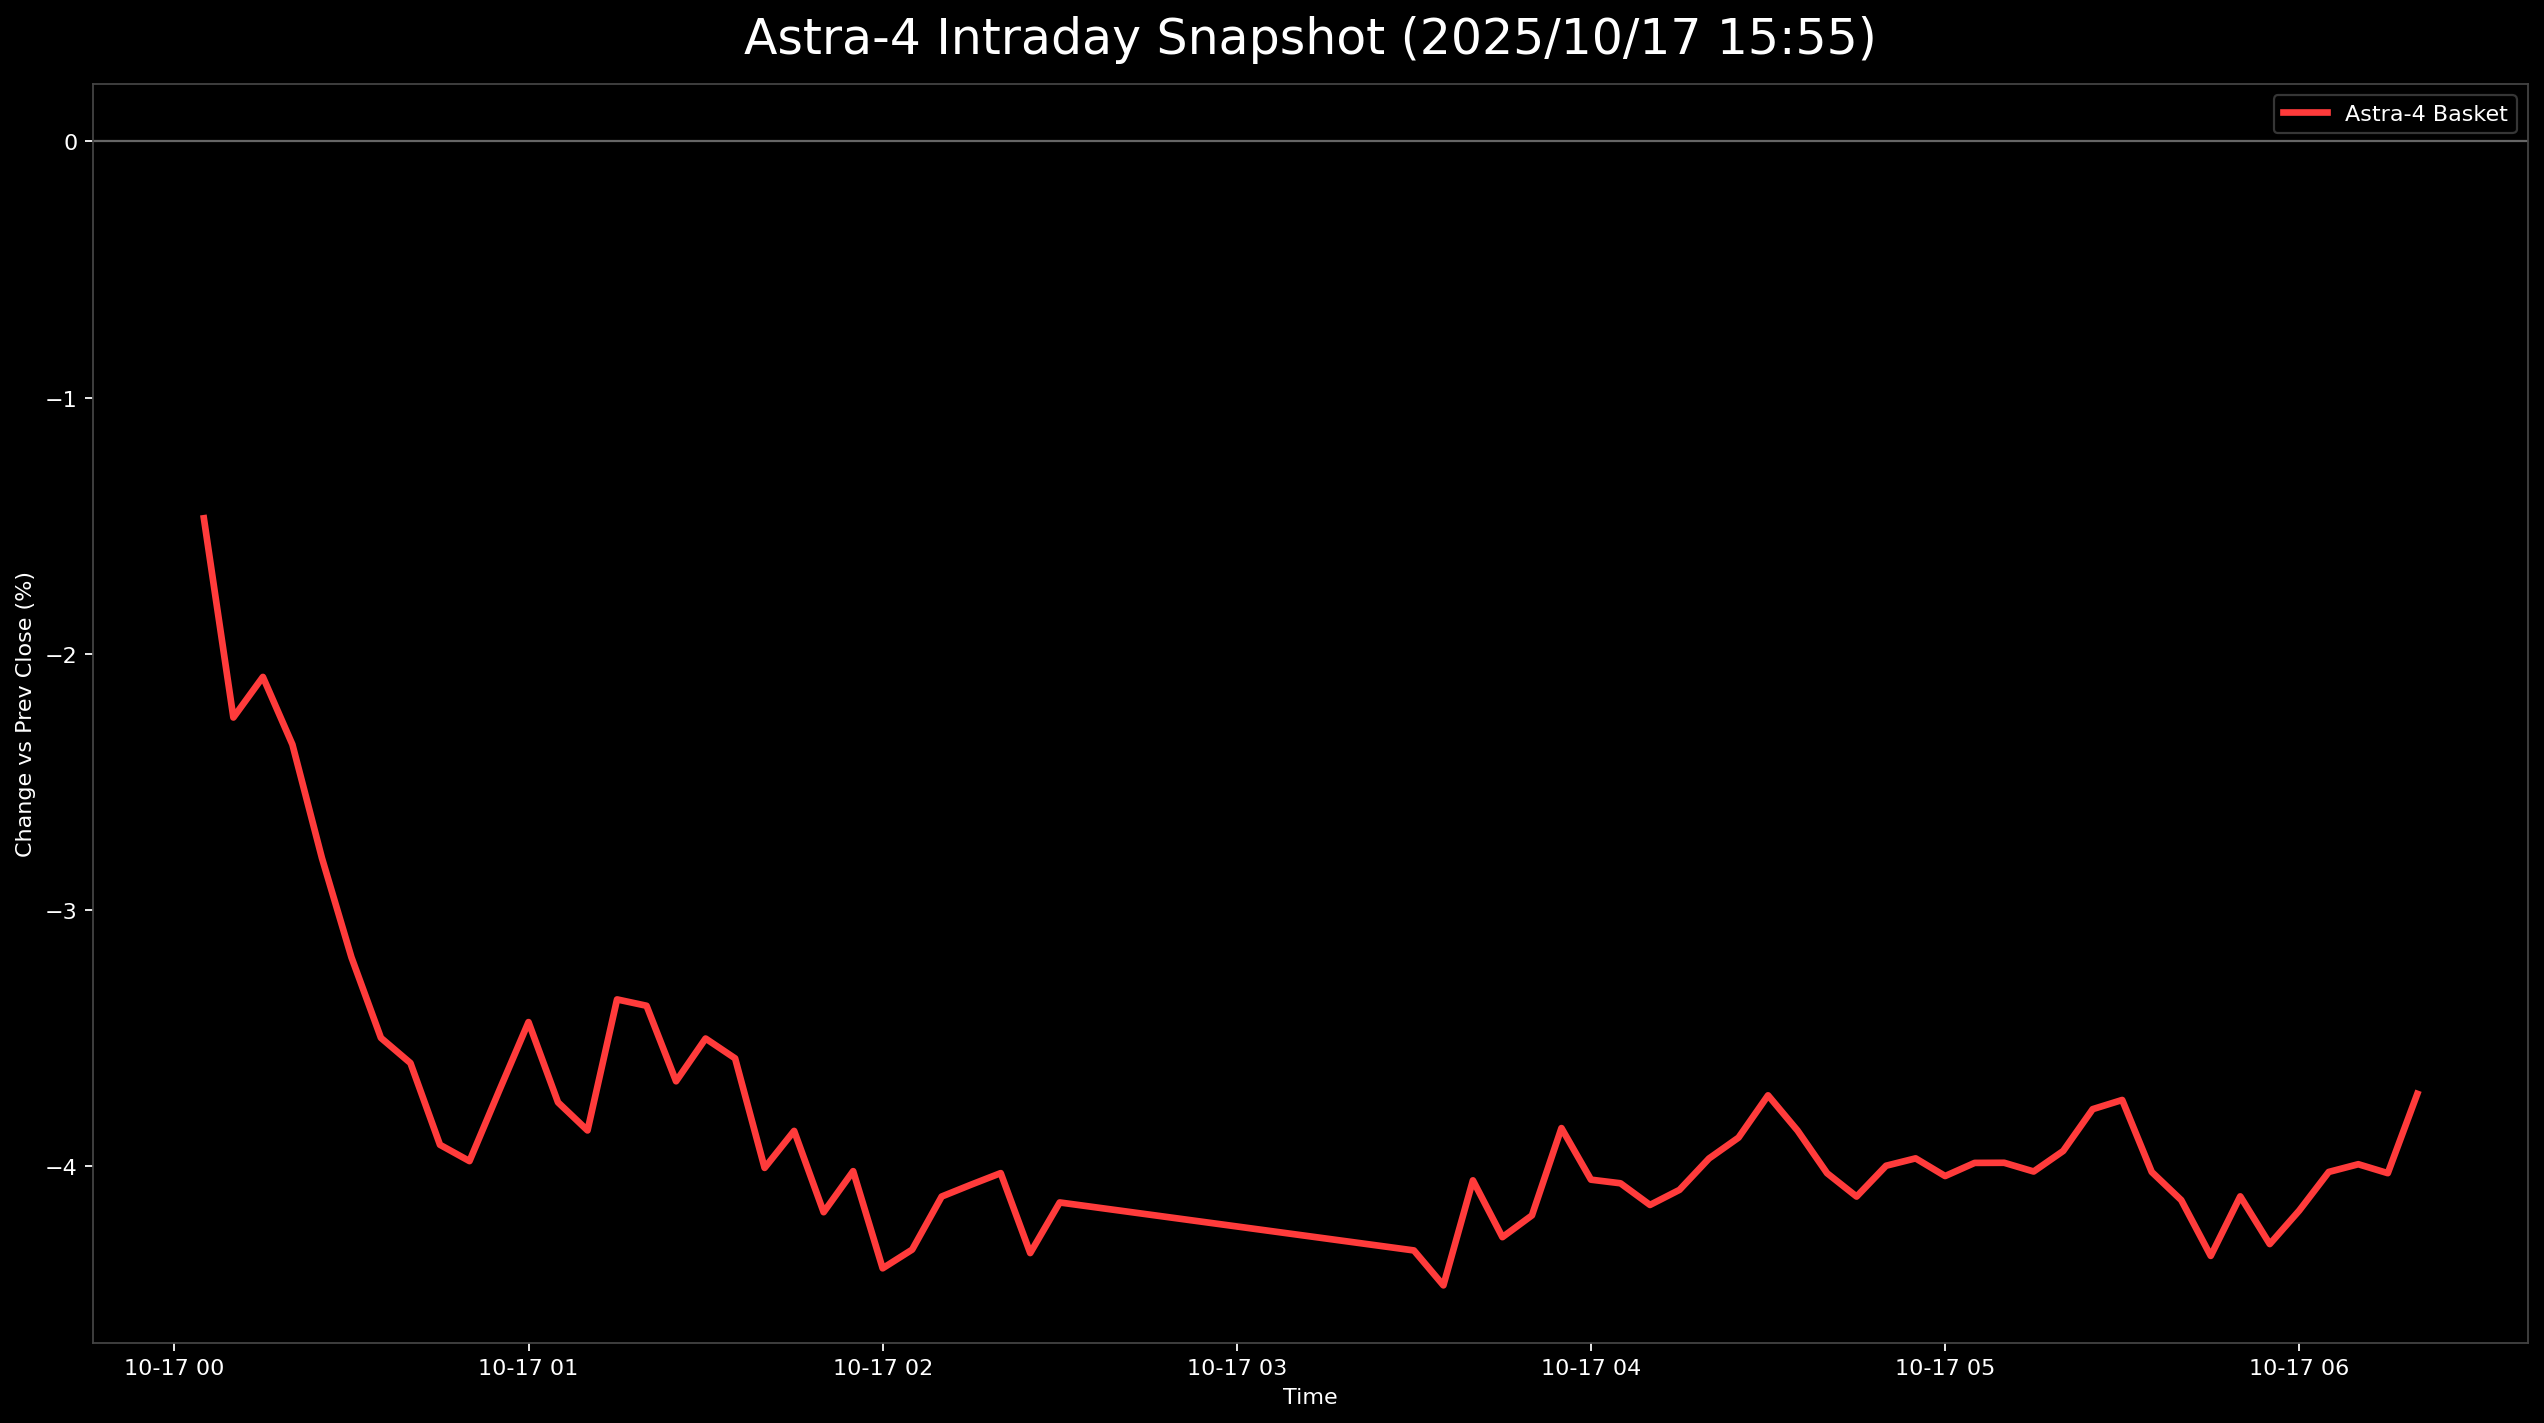 Astra-4 Intraday Snapshot (2025/10/17 15:55)
Astra-4 Basket
Change vs Prev Close (%)
0
−1
−2
−3
−4
10-17 00 10-17 01 10-17 02 10-17 03 10-17 04 10-17 05 10-17 06
Time